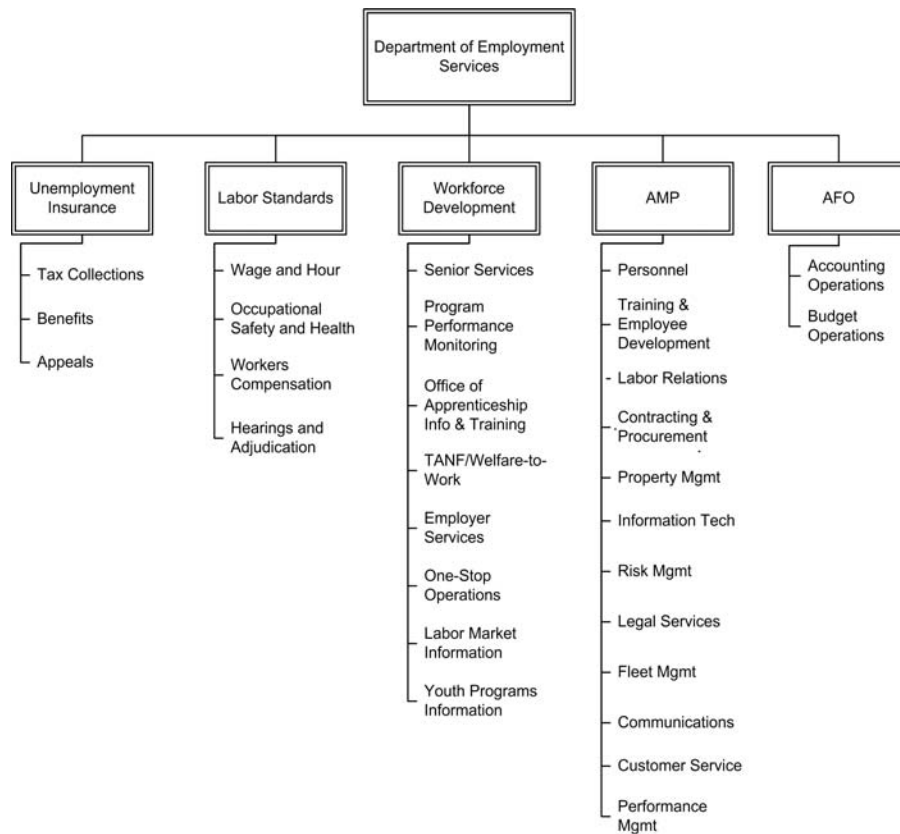 Department of Employment
Services
Unemployment
Insurance
Tax Collections
Benefits
Appeals
Labor Standards
Wage and Hour
Occupational
Safety and Health
Workers
Compensation
Hearings and
Adjudication
Workforce
Development
Senior Services
Program
Performance
Monitoring
Office of
Apprenticeship
Info & Training
TANF/Welfare-to-
Work
Employer
Services
One-Stop
Operations
Labor Market
Information
Youth Programs
Information
AMP
Personnel
Training &
Employee
Development
Labor Relations
Contracting &
Procurement
Property Mgmt
Information Tech
Risk Mgmt
Legal Services
Fleet Mgmt
Communications
Customer Service
Performance
Mgmt
AFO
Accounting
Operations
Budget
Operations